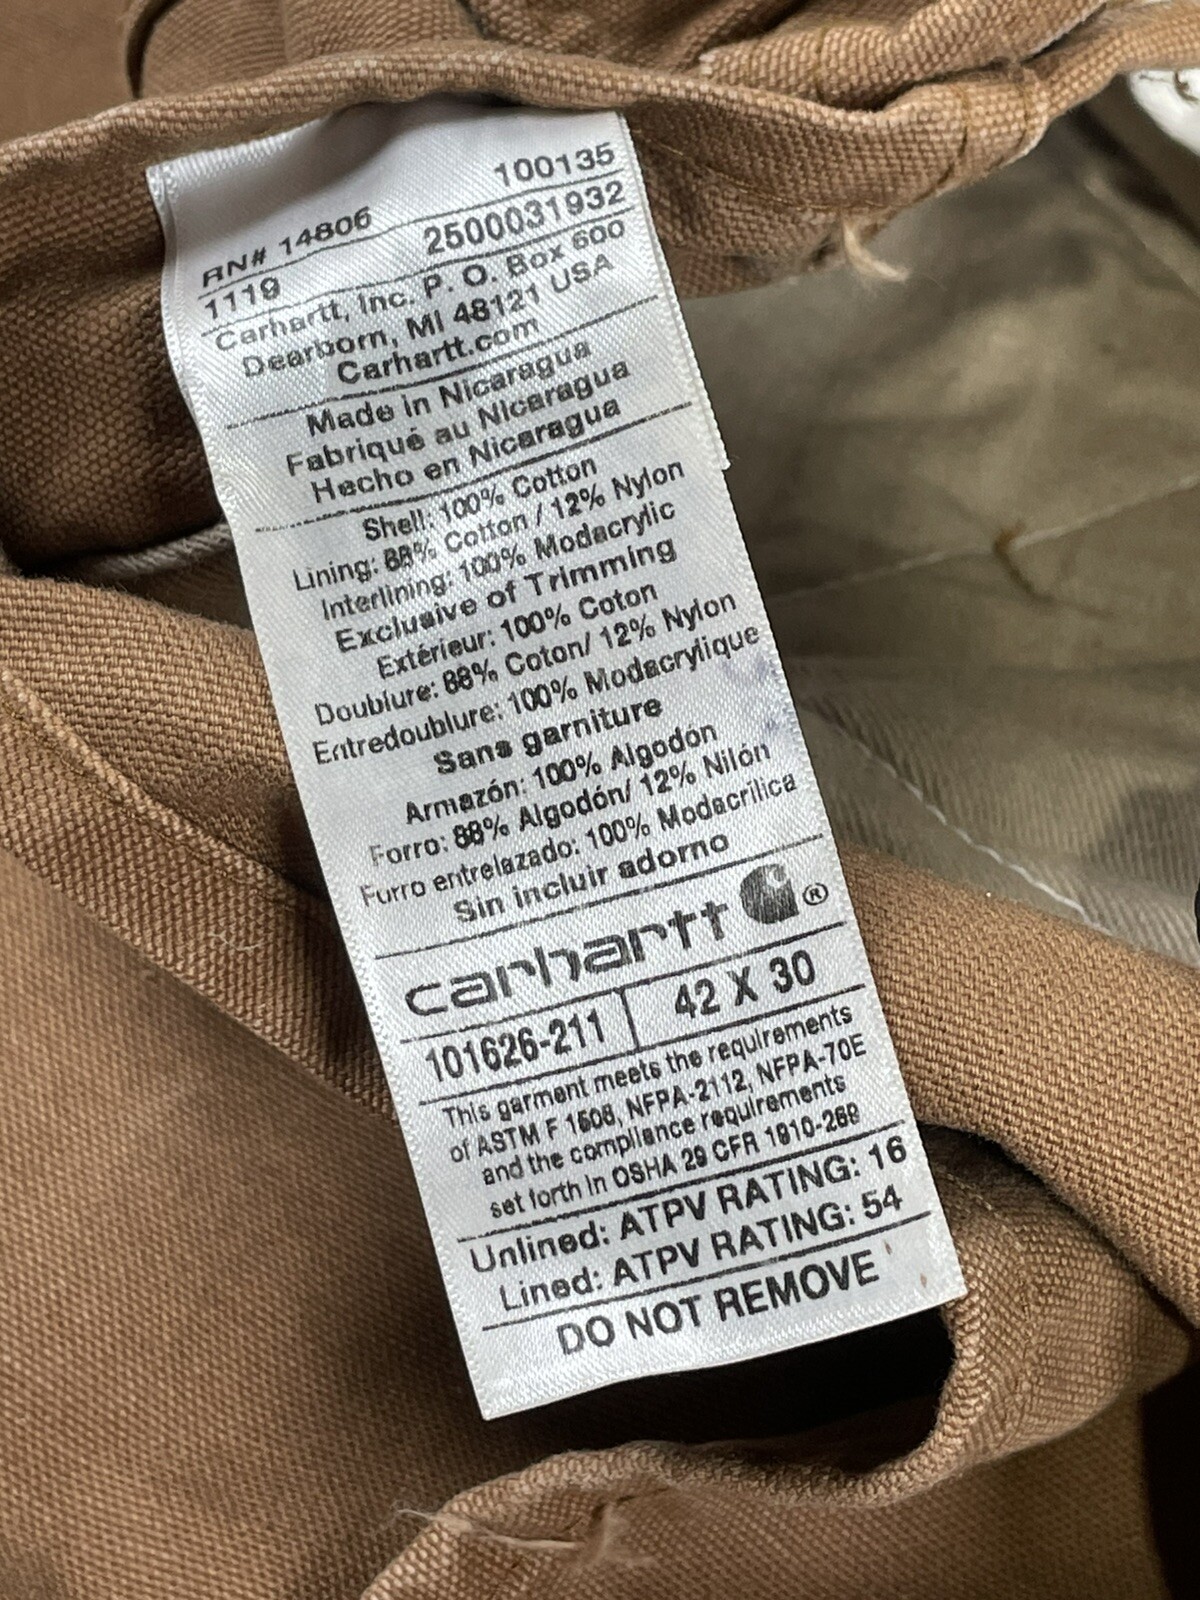 RN# 14806 100135
1119 2500031932
Carhartt, Inc. P. O. Box 600
Dearborn, MI 48121 USA
Carhartt.com
Made in Nicaragua
Fabriqué au Nicaragua
Hecho en Nicaragua
Shell: 100% Cotton
Lining: 88% Cotton / 12% Nylon
Interlining: 100% Modacrylic
Exclusive of Trimming
Extérieur: 100% Coton
Doublure: 88% Coton/ 12% Nylon
Entredoublure: 100% Modacrylique
Sans garniture
Armazón: 100% Algodón
Forro: 88% Algodón/ 12% Nilón
Furro entrelazado: 100% Modacrílica
Sin incluir adorno
carhartt ®
101626-211 42 X 30
This garment meets the requirements
of ASTM F 1506, NFPA-2112, NFPA-70E
and the compliance requirements
set forth in OSHA 29 CFR 1910-269
Unlined: ATPV RATING: 16
Lined: ATPV RATING: 54
DO NOT REMOVE